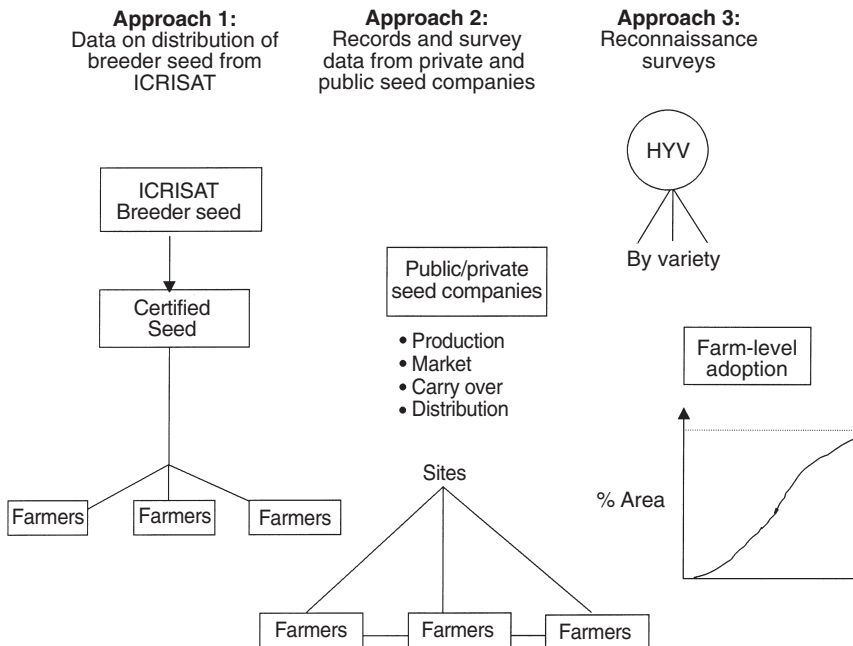 Approach 1:
Data on distribution of
breeder seed from
ICRISAT
ICRISAT
Breeder seed
Certified
Seed
Farmers
Farmers
Farmers
Approach 2:
Records and survey
data from private and
public seed companies
Public/private
seed companies
• Production
• Market
• Carry over
• Distribution
Sites
Farmers
Farmers
Farmers
Approach 3:
Reconnaissance
surveys
HYV
By variety
Farm-level
adoption
% Area